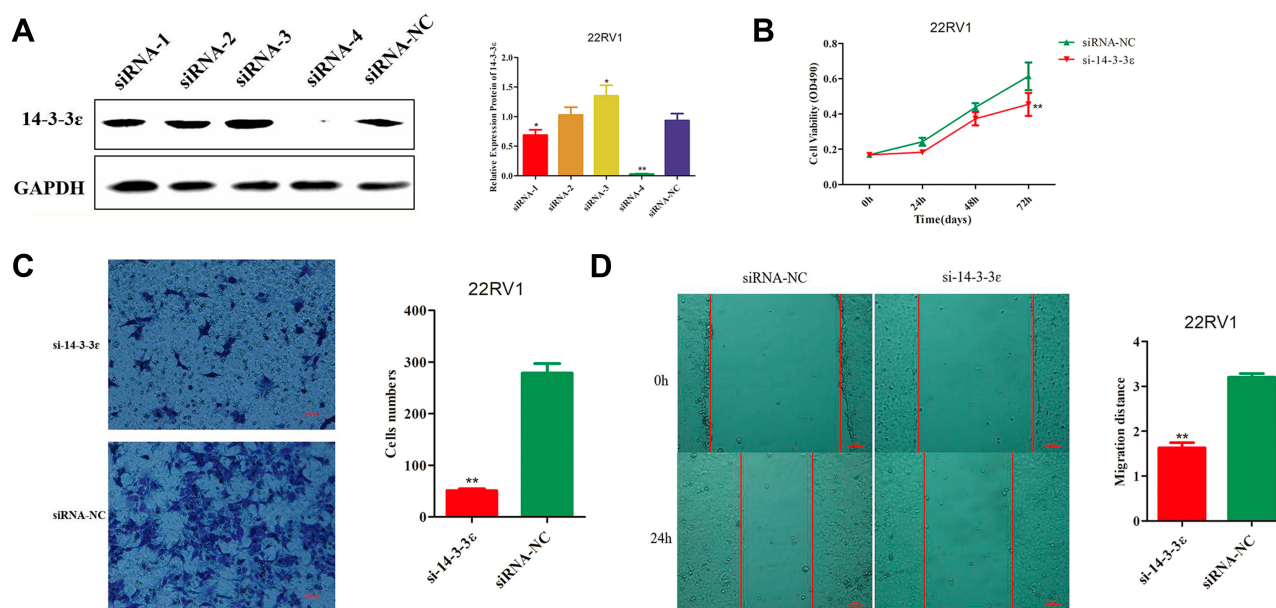 A
siRNA-1
siRNA-2
siRNA-3
siRNA-4
siRNA-NC
14-3-3ε
GAPDH
22RV1
Relative Expression Protein of 14-3-3ε
1.5
2.0
1.0
0.5
0.0
*
*
**
siRNA-1
siRNA-2
siRNA-3
siRNA-4
siRNA-NC
B
22RV1
siRNA-NC
si-14-3-3ε
Cell Viability (OD490)
0.8
0.6
0.4
0.2
0.0
**
0h
24h
48h
72h
Time(days)
C
si-14-3-3ε
siRNA-NC
22RV1
Cells numbers
400
300
200
100
0
**
si-14-3-3ε
siRNA-NC
D
siRNA-NC
si-14-3-3ε
0h
24h
22RV1
Migration distance
4
3
2
1
0
**
si-14-3-3ε
siRNA-NC